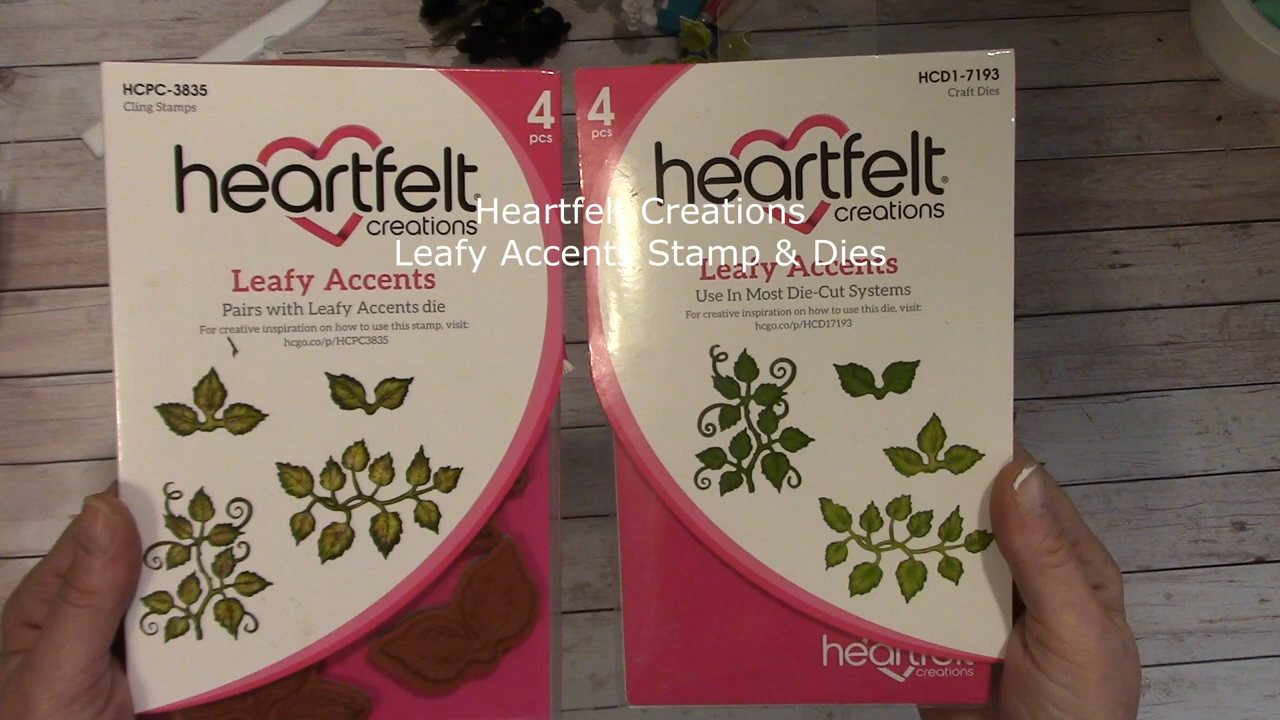 HCPC-3835
Cling Stamps
4
pcs
heartfelt
creations
Leafy Accents
Pairs with Leafy Accents die
For creative inspiration on how to use this stamp, visit:
hcgo.co/p/HCPC3835
4
pcs
HCD1-7193
Craft Dies
heartfelt
creations
Leafy Accents
Use In Most Die-Cut Systems
For creative inspiration on how to use this die, visit:
hcgo.co/p/HCD17193
heartfelt
creations
Heartfelt Creations
Leafy Accents Stamp & Dies